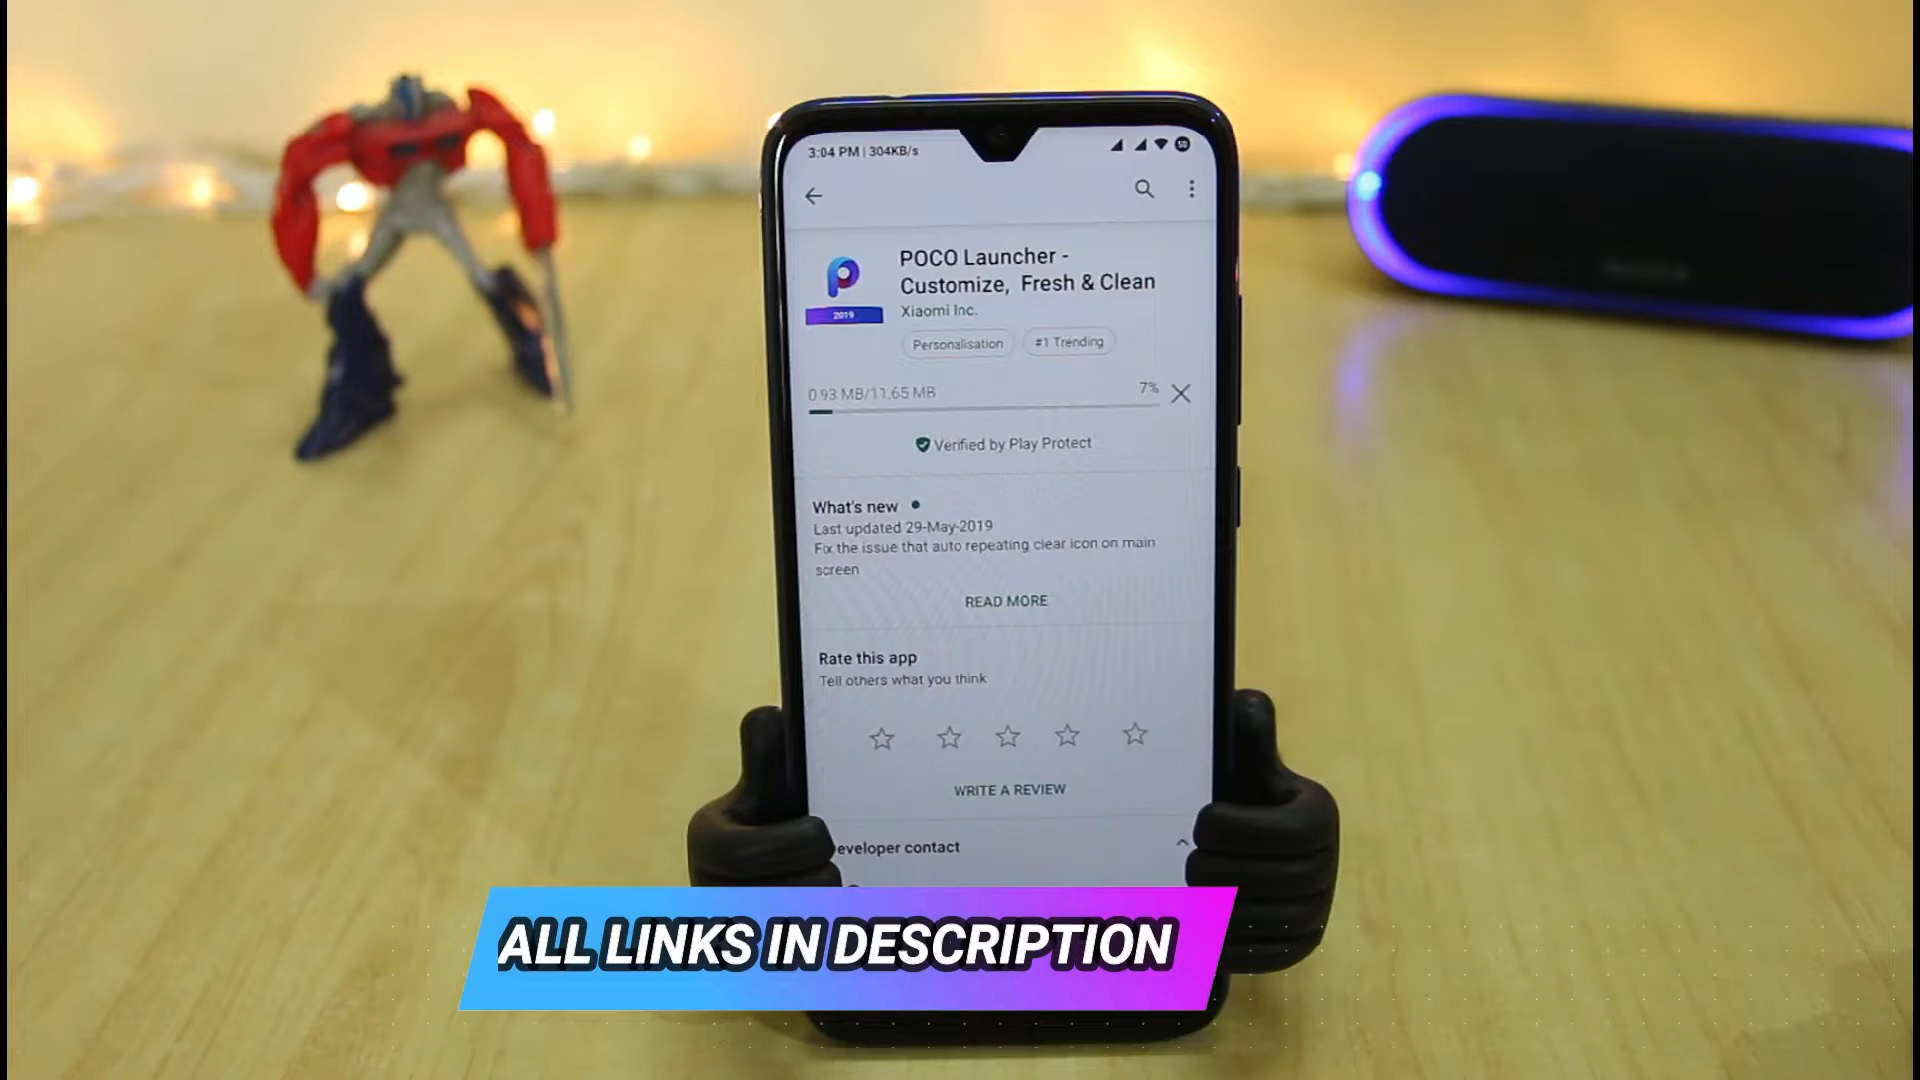 3:04 PM | 304KB/s
50
POCO Launcher -
Customize, Fresh & Clean
2019
Xiaomi Inc.
Personalisation
#1 Trending
0.93 MB/11.65 MB
7%
Verified by Play Protect
What's new
Last updated 29-May-2019
Fix the issue that auto repeating clear icon on main
screen
READ MORE
Rate this app
Tell others what you think
WRITE A REVIEW
eveloper contact
ALL LINKS IN DESCRIPTION